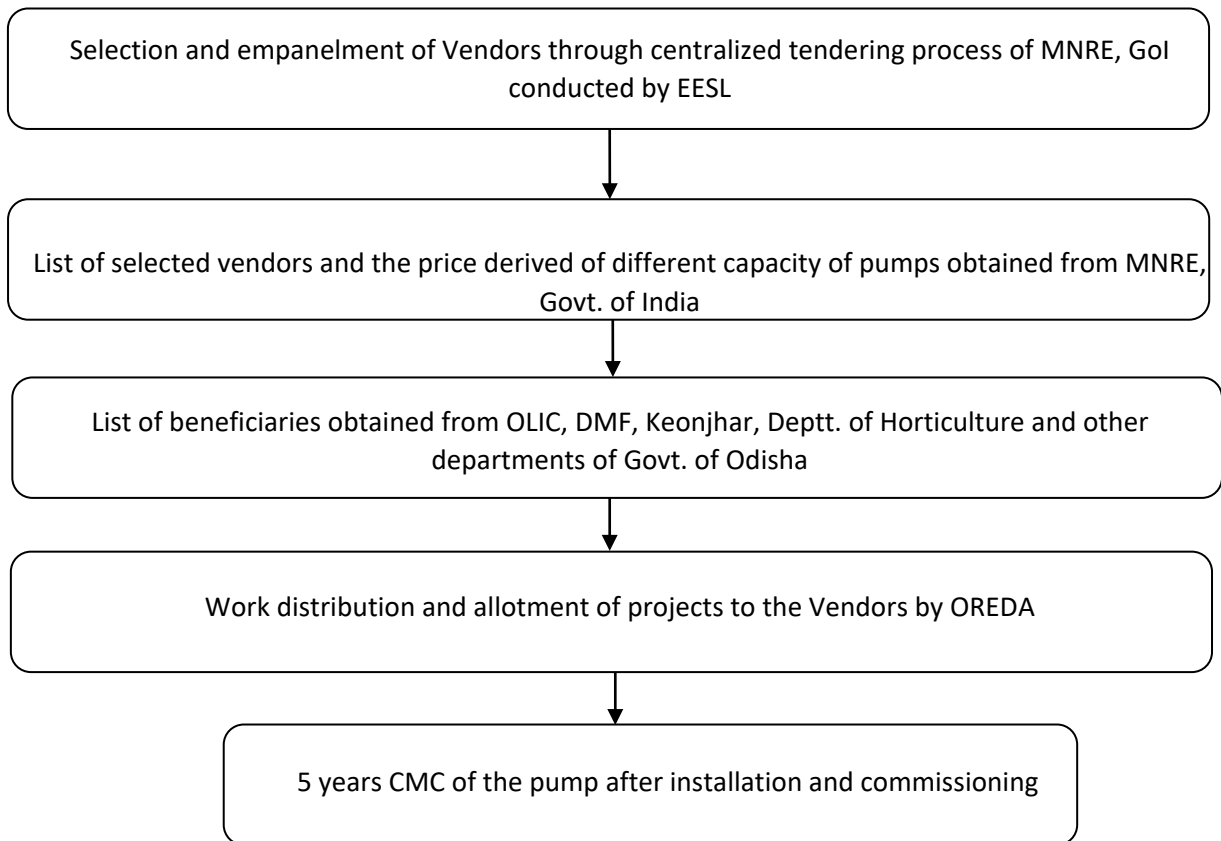 Selection and empanelment of Vendors through centralized tendering process of MNRE, GoI
conducted by EESL
List of selected vendors and the price derived of different capacity of pumps obtained from MNRE,
Govt. of India
List of beneficiaries obtained from OLIC, DMF, Keonjhar, Deptt. of Horticulture and other
departments of Govt. of Odisha
Work distribution and allotment of projects to the Vendors by OREDA
5 years CMC of the pump after installation and commissioning